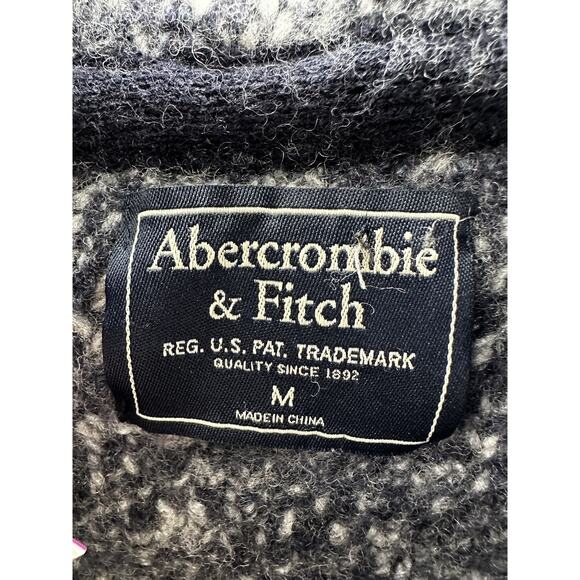 Abercrombie
& Fitch
REG. U.S. PAT. TRADEMARK
QUALITY SINCE 1892
M
MADE IN CHINA